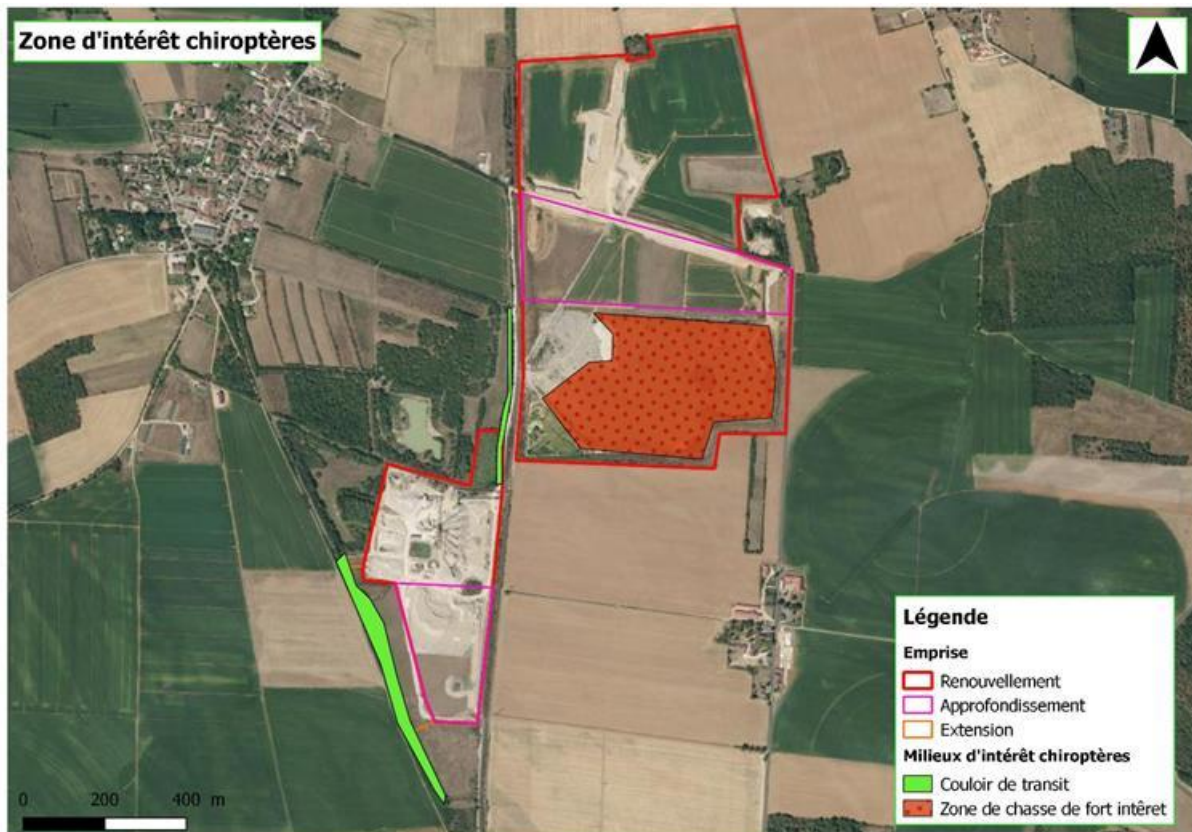 Zone d'intérêt chiroptères
Légende
Emprise
Renouvellement
Approfondissement
Extension
Milieux d'intérêt chiroptères
Couloir de transit
Zone de chasse de fort intêret
0 200 400 m